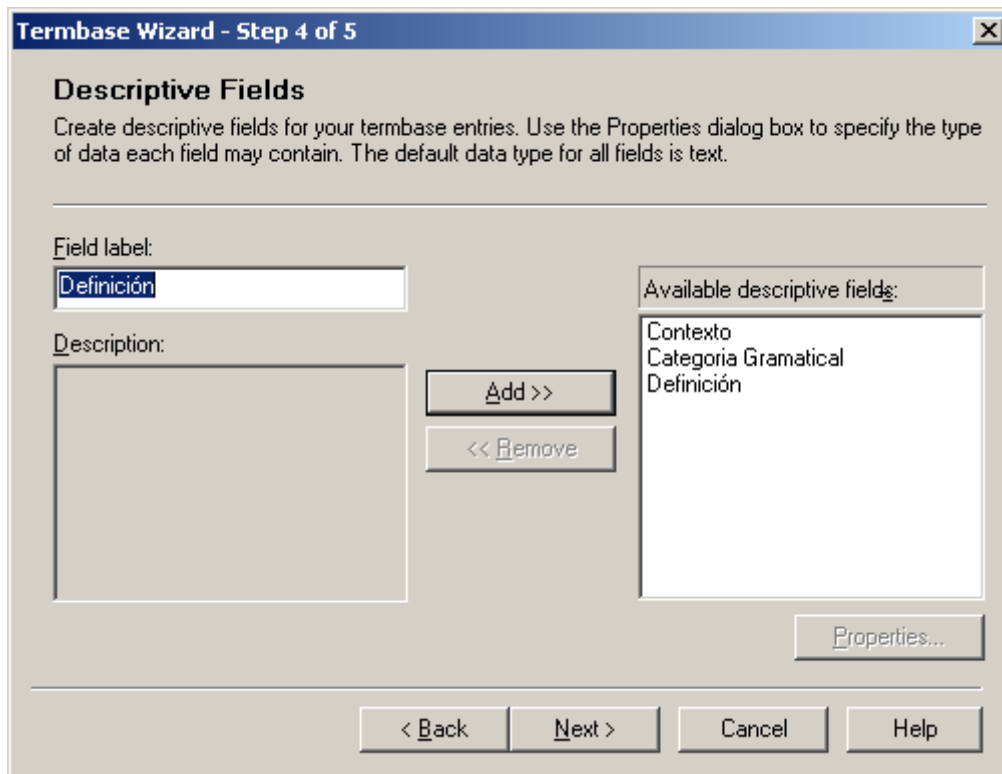 Termbase Wizard - Step 4 of 5
Descriptive Fields
Create descriptive fields for your termbase entries. Use the Properties dialog box to specify the type
of data each field may contain. The default data type for all fields is text.
Field label:
Definición
Description:
Add >>
<< Remove
Available descriptive fields:
Contexto
Categoria Gramatical
Definición
Properties...
< Back
Next >
Cancel
Help